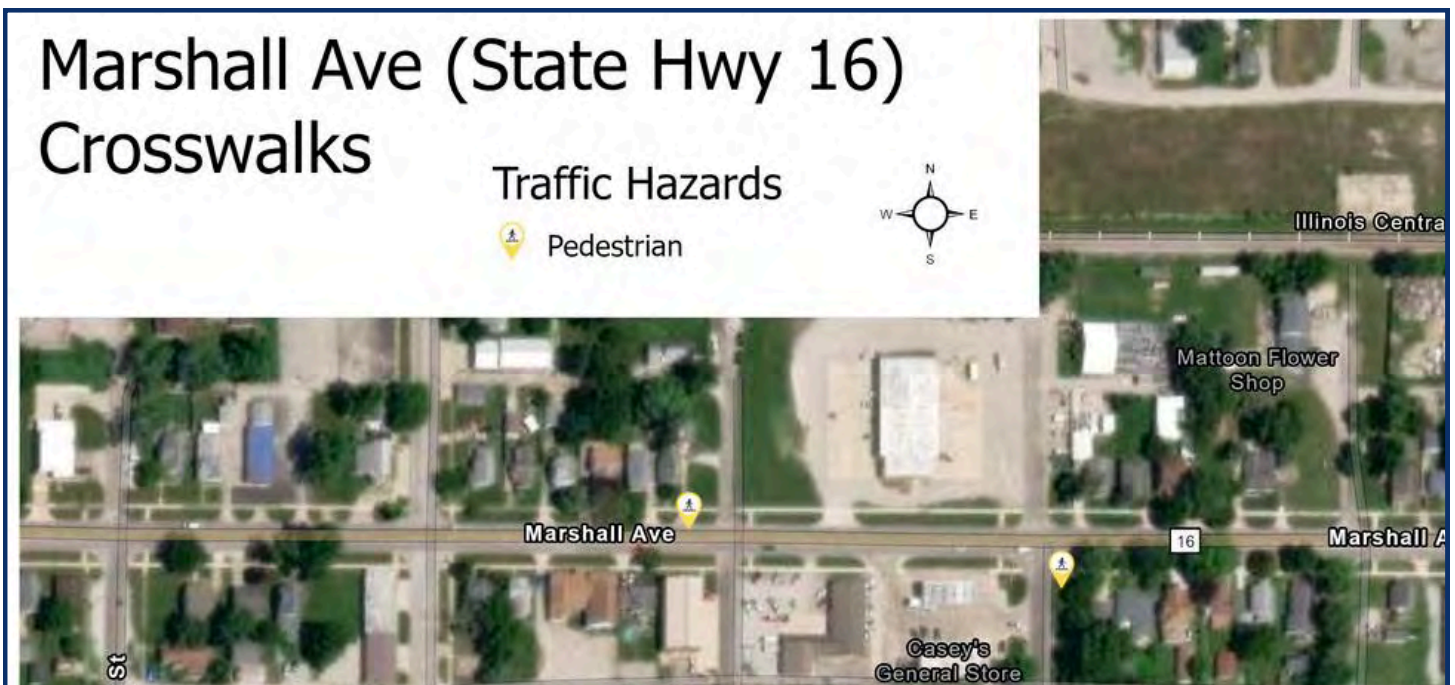 Marshall Ave (State Hwy 16)
Crosswalks
Traffic Hazards
Pedestrian
N
W E
S
Illinois Centra
Mattoon Flower
Shop
Marshall Ave
16
Marshall A
Casey's
General Store
St